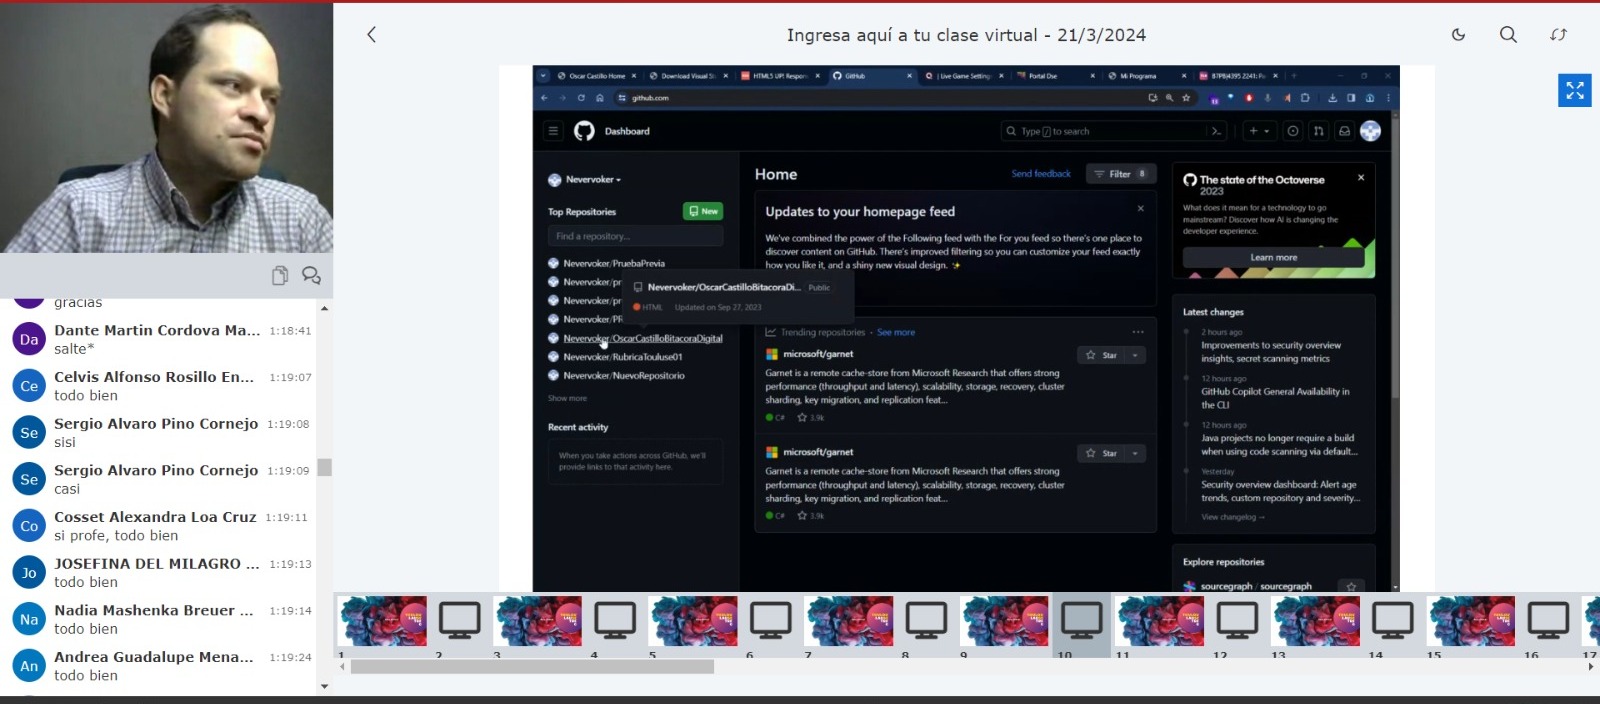 Ingresa aquí a tu clase virtual - 21/3/2024
gracias
Dante Martin Cordova Ma... 1:18:41
salte*
Celvis Alfonso Rosillo En... 1:19:07
todo bien
Sergio Alvaro Pino Cornejo 1:19:08
sisi
Sergio Alvaro Pino Cornejo 1:19:09
casi
Cosset Alexandra Loa Cruz 1:19:11
si profe, todo bien
JOSEFINA DEL MILAGRO ... 1:19:13
todo bien
Nadia Mashenka Breuer ... 1:19:14
todo bien
Andrea Guadalupe Mena... 1:19:24
todo bien
Da
Ce
Se
Se
Co
Jo
Na
An
Oscar Castillo Home
Download Visual St
HTML5 UP! Respon
GitHub
Live Game Setting
Portal Dse
Mi Programa
github.com
Dashboard
Type / to search
Nevervoker
Top Repositories
New
Find a repository...
Nevervoker/PruebaPrevia
Nevervoker/pr
Nevervoker/pr
Nevervoker/PR
Nevervoker/OscarCastilloBitacoraDigital
Nevervoker/RubricaTouluse01
Nevervoker/NuevoRepositorio
Show more
Nevervoker/OscarCastilloBitacoraDi... Public
HTML Updated on Sep 27, 2023
Recent activity
When you take actions across GitHub, we'll
provide links to that activity here.
Home
Send feedback
Filter 8
Updates to your homepage feed
We've combined the power of the Following feed with the For you feed so there's one place to
discover content on GitHub. There's improved filtering so you can customize your feed exactly
how you like it, and a shiny new visual design. ✨
Trending repositories · See more
microsoft/garnet
Star
Garnet is a remote cache-store from Microsoft Research that offers strong
performance (throughput and latency), scalability, storage, recovery, cluster
sharding, key migration, and replication feat...
C# 3.9k
microsoft/garnet
Star
Garnet is a remote cache-store from Microsoft Research that offers strong
performance (throughput and latency), scalability, storage, recovery, cluster
sharding, key migration, and replication feat...
C# 3.9k
The state of the Octoverse
2023
What does it mean for a technology to go
mainstream? Discover how AI is changing the
developer experience.
Learn more
Latest changes
2 hours ago
Improvements to security overview
insights, secret scanning metrics
12 hours ago
GitHub Copilot General Availability in
the CLI
12 hours ago
Java projects no longer require a build
when using code scanning via default...
Yesterday
Security overview dashboard: Alert age
trends, custom repository and severity...
View changelog →
Explore repositories
sourcegraph / sourcegraph
1 2 3 4 5 6 7 8 9 10 11 12 13 14 15 16 17